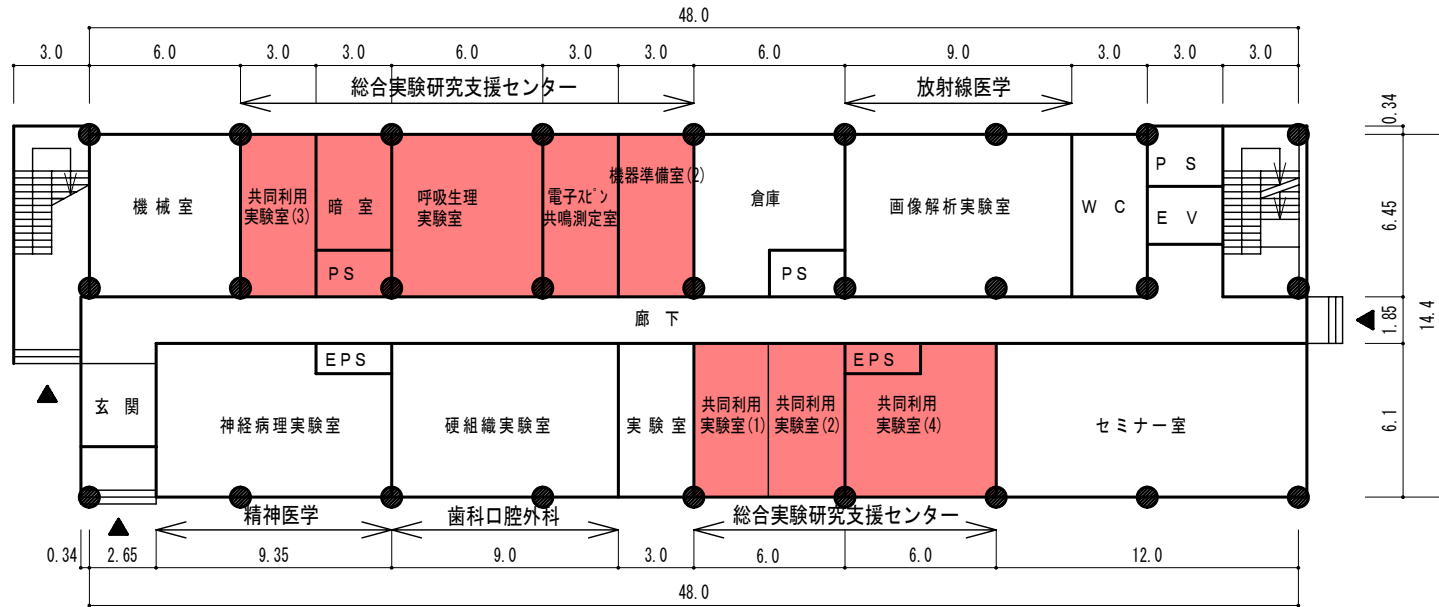 48.0
3.0 6.0 3.0 3.0 6.0 3.0 3.0 6.0 9.0 3.0 3.0 3.0
総合実験研究支援センター 放射線医学
0.34
機械室
共同利用
実験室(3)
暗室
PS
呼吸生理
実験室
電子ｽﾋﾟﾝ
共鳴測定室
機器準備室(2)
倉庫
PS
画像解析実験室
WC
PS
EV
6.45
廊下
1.85
14.4
玄関
神経病理実験室
EPS
硬組織実験室
実験室
共同利用
実験室(1)
共同利用
実験室(2)
EPS
共同利用
実験室(4)
セミナー室
6.1
精神医学 歯科口腔外科 総合実験研究支援センター
0.34 2.65 9.35 9.0 3.0 6.0 6.0 12.0
48.0